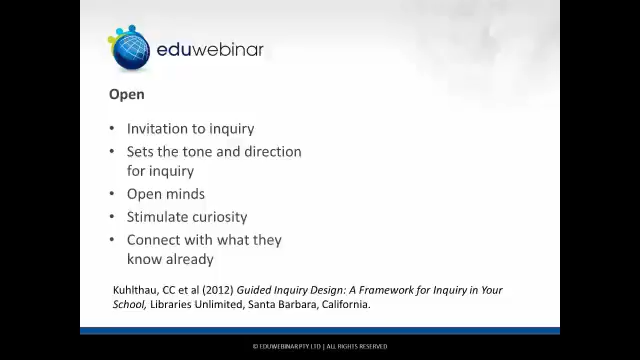 eduwebinar
Open
• Invitation to inquiry
• Sets the tone and direction
for inquiry
• Open minds
• Stimulate curiosity
• Connect with what they
know already
Kuhlthau, CC et al (2012) Guided Inquiry Design: A Framework for Inquiry in Your
School, Libraries Unlimited, Santa Barbara, California.
© EDUWEBINAR PTY LTD | ALL RIGHTS RESERVED